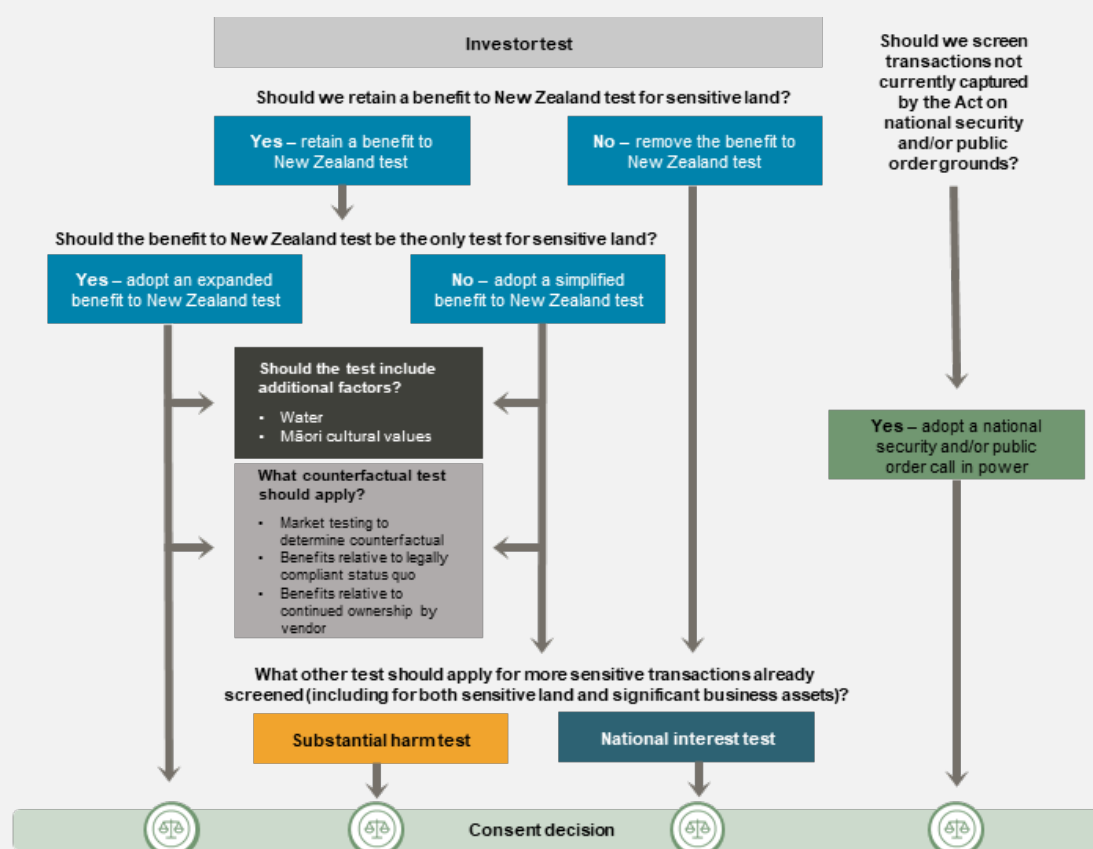 Investor test
Should we screen
transactions not
currently captured
by the Act on
national security
and/or public
order grounds?
Should we retain a benefit to New Zealand test for sensitive land?
Yes – retain a benefit to
New Zealand test
No – remove the benefit to
New Zealand test
Should the benefit to New Zealand test be the only test for sensitive land?
Yes – adopt an expanded
benefit to New Zealand test
No – adopt a simplified
benefit to New Zealand test
Should the test include
additional factors?
• Water
• Māori cultural values
What counterfactual test
should apply?
• Market testing to
determine counterfactual
• Benefits relative to legally
compliant status quo
• Benefits relative to
continued ownership by
vendor
Yes – adopt a national
security and/or public
order call in power
What other test should apply for more sensitive transactions already
screened (including for both sensitive land and significant business assets)?
Substantial harm test
National interest test
Consent decision